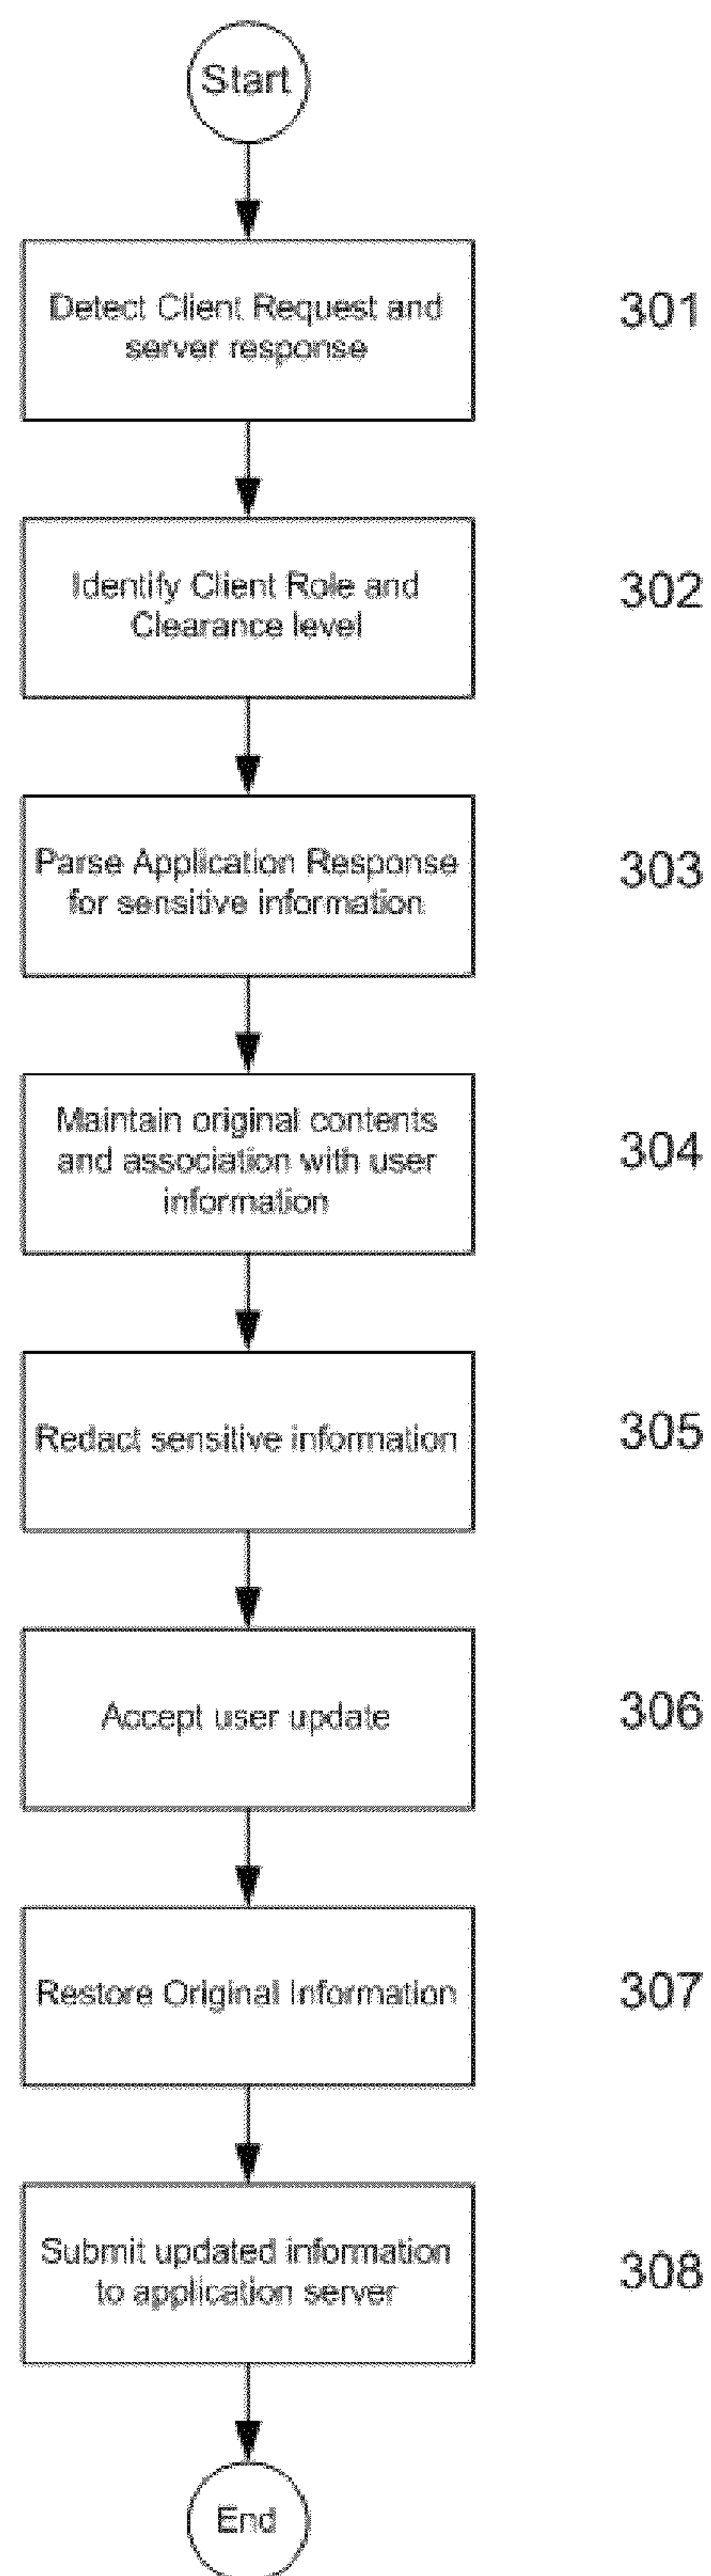 Start
Detect Client Request and
server response
301
Identify Client Role and
Clearance level
302
Parse Application Response
for sensitive information
303
Maintain original contents
and association with user
information
304
Redact sensitive information
305
Accept user update
306
Restore Original Information
307
Submit updated information
to application server
308
End